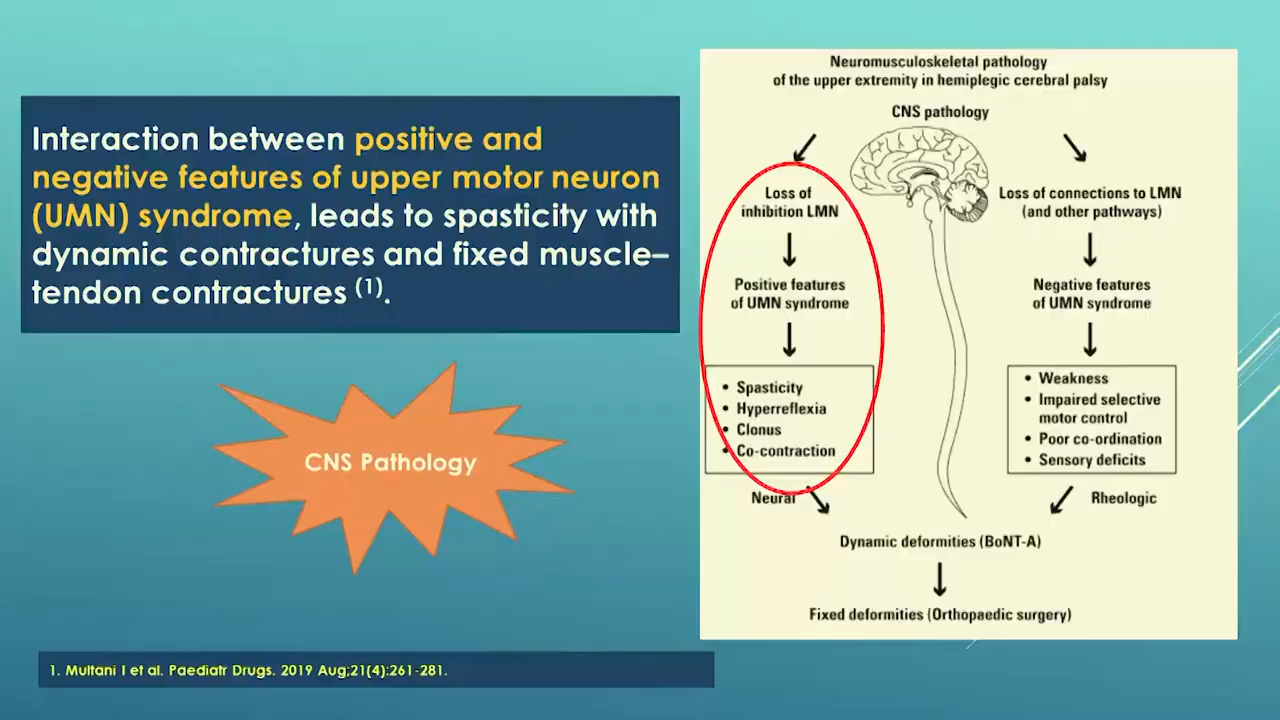 Interaction between positive and
negative features of upper motor neuron
(UMN) syndrome, leads to spasticity with
dynamic contractures and fixed muscle–
tendon contractures (1).
CNS Pathology
1. Multani I et al. Paediatr Drugs. 2019 Aug;21(4):261-281.
Neuromusculoskeletal pathology
of the upper extremity in hemiplegic cerebral palsy
CNS pathology
Loss of
inhibition LMN
Positive features
of UMN syndrome
• Spasticity
• Hyperreflexia
• Clonus
• Co-contraction
Neural
Loss of connections to LMN
(and other pathways)
Negative features
of UMN syndrome
• Weakness
• Impaired selective
motor control
• Poor co-ordination
• Sensory deficits
Rheologic
Dynamic deformities (BoNT-A)
Fixed deformities (Orthopaedic surgery)